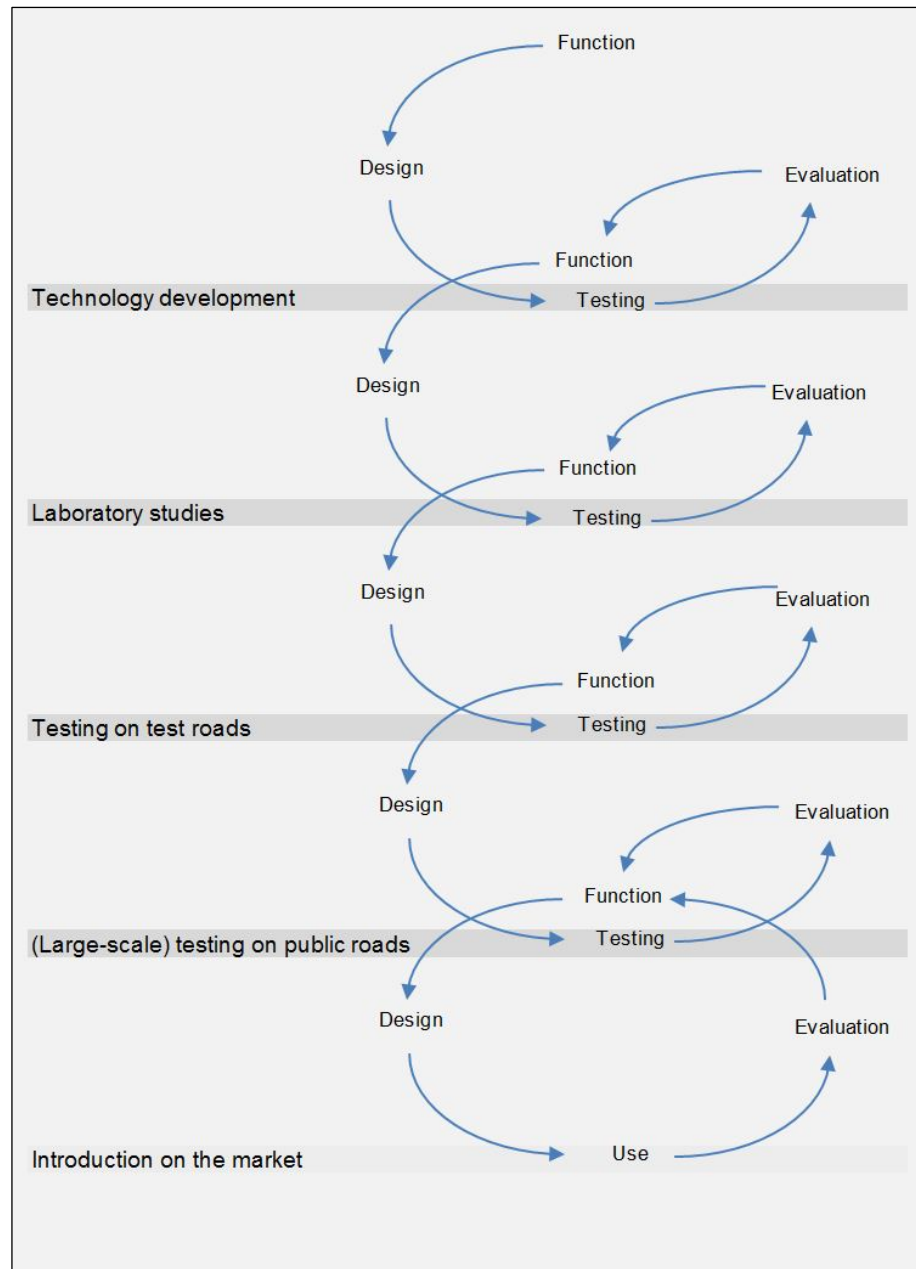 Function
Design
Evaluation
Function
Technology development
Testing
Design
Evaluation
Function
Laboratory studies
Testing
Design
Evaluation
Function
Testing on test roads
Testing
Design
Evaluation
Function
(Large-scale) testing on public roads
Testing
Design
Evaluation
Introduction on the market
Use